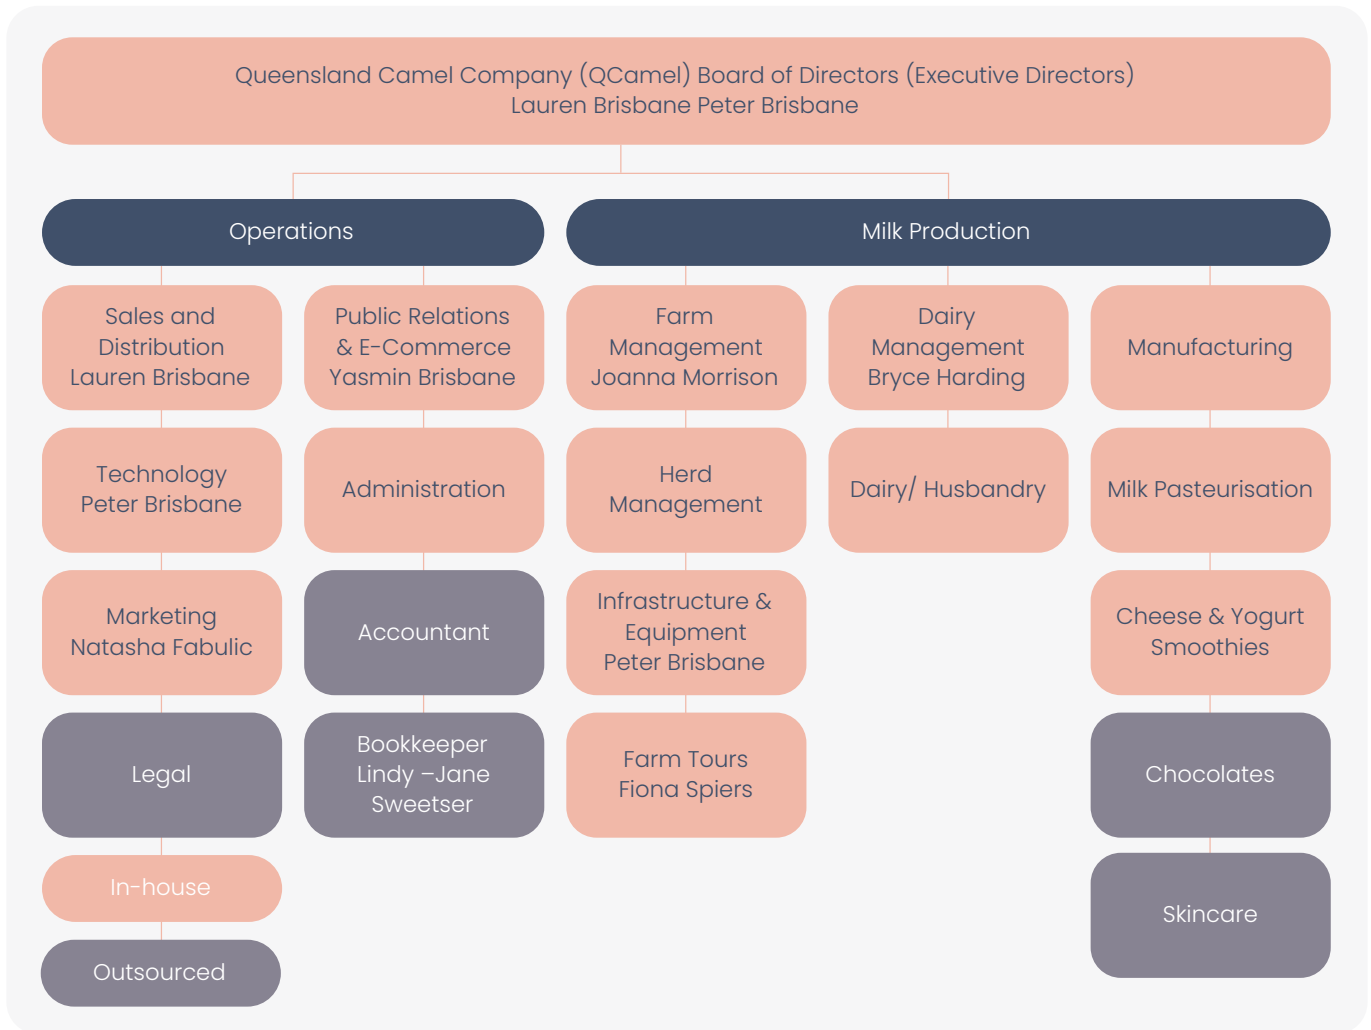 Queensland Camel Company (QCamel) Board of Directors (Executive Directors)
Lauren Brisbane Peter Brisbane
Operations
Milk Production
Sales and
Distribution
Lauren Brisbane
Public Relations
& E-Commerce
Yasmin Brisbane
Farm
Management
Joanna Morrison
Dairy
Management
Bryce Harding
Manufacturing
Technology
Peter Brisbane
Administration
Herd
Management
Dairy/ Husbandry
Milk Pasteurisation
Marketing
Natasha Fabulic
Accountant
Infrastructure &
Equipment
Peter Brisbane
Cheese & Yogurt
Smoothies
Legal
Bookkeeper
Lindy –Jane
Sweetser
Farm Tours
Fiona Spiers
Chocolates
In-house
Skincare
Outsourced